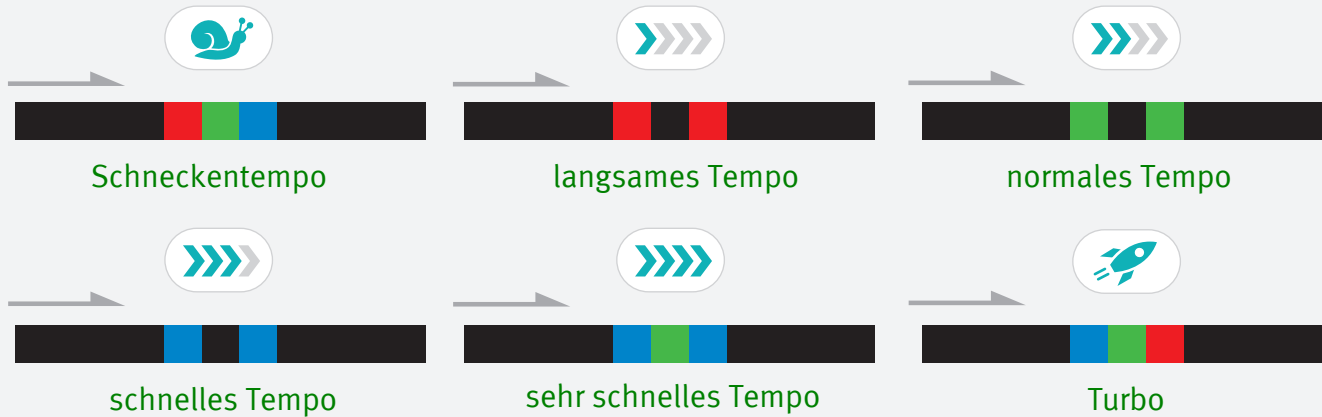 Schneckentempo
langsames Tempo
normales Tempo
schnelles Tempo
sehr schnelles Tempo
Turbo